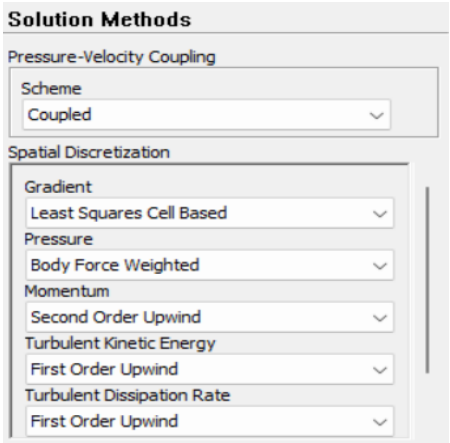 Solution Methods
Pressure-Velocity Coupling
Scheme
Coupled
Spatial Discretization
Gradient
Least Squares Cell Based
Pressure
Body Force Weighted
Momentum
Second Order Upwind
Turbulent Kinetic Energy
First Order Upwind
Turbulent Dissipation Rate
First Order Upwind